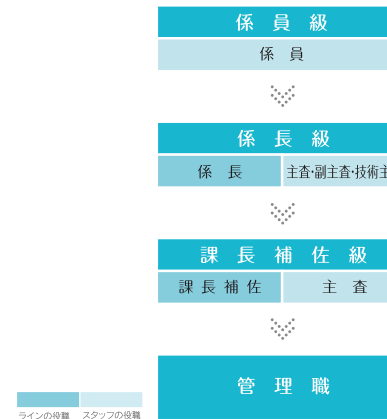 係員級
係員
係長級
係長 主査・副主査・技術主
課長補佐級
課長補佐 主査
管理職
ラインの役職 スタッフの役職